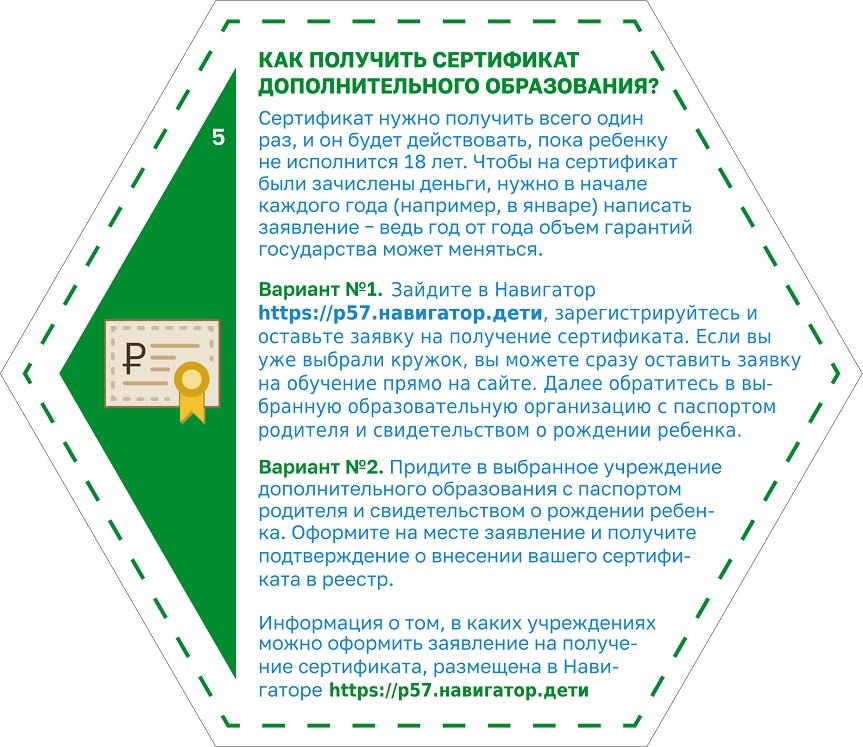 КАК ПОЛУЧИТЬ СЕРТИФИКАТ
ДОПОЛНИТЕЛЬНОГО ОБРАЗОВАНИЯ?
5
Сертификат нужно получить всего один
раз, и он будет действовать, пока ребенку
не исполнится 18 лет. Чтобы на сертификат
были зачислены деньги, нужно в начале
каждого года (например, в январе) написать
заявление – ведь год от года объем гарантий
государства может меняться.
Вариант №1. Зайдите в Навигатор
https://р57.навигатор.дети, зарегистрируйтесь и
оставьте заявку на получение сертификата. Если вы
уже выбрали кружок, вы можете сразу оставить заявку
на обучение прямо на сайте. Далее обратитесь в вы-
бранную образовательную организацию с паспортом
родителя и свидетельством о рождении ребенка.
₽
Вариант №2. Придите в выбранное учреждение
дополнительного образования с паспортом
родителя и свидетельством о рождении ребен-
ка. Оформите на месте заявление и получите
подтверждение о внесении вашего сертифи-
ката в реестр.
Информация о том, в каких учреждениях
можно оформить заявление на получе-
ние сертификата, размещена в Нави-
гаторе https://р57.навигатор.дети